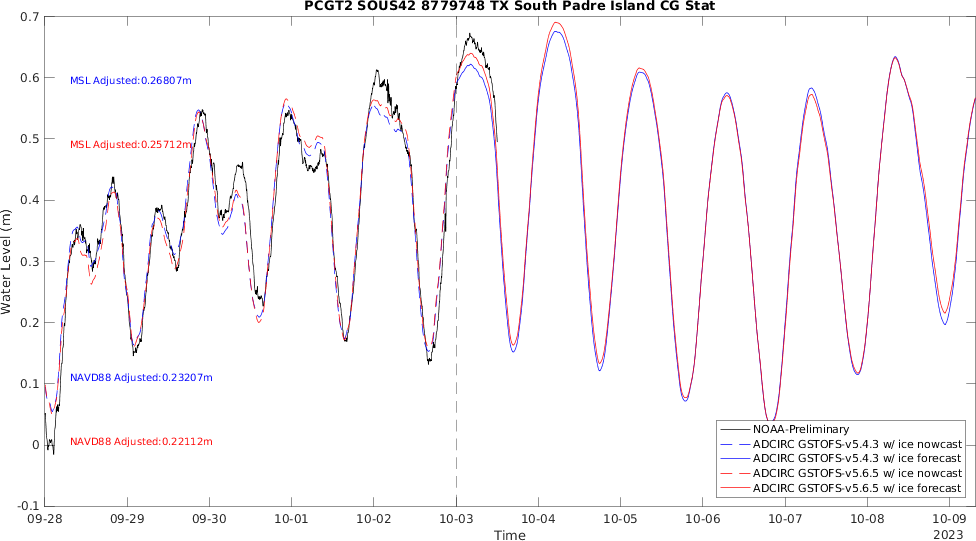 PCGT2 SOUS42 8779748 TX South Padre Island CG Stat
0.7
0.6
0.5
0.4
0.3
0.2
0.1
0
-0.1
Water Level (m)
MSL Adjusted:0.26807m
MSL Adjusted:0.25712m
NAVD88 Adjusted:0.23207m
NAVD88 Adjusted:0.22112m
NOAA-Preliminary
ADCIRC GSTOFS-v5.4.3 w/ ice nowcast
ADCIRC GSTOFS-v5.4.3 w/ ice forecast
ADCIRC GSTOFS-v5.6.5 w/ ice nowcast
ADCIRC GSTOFS-v5.6.5 w/ ice forecast
09-28 09-29 09-30 10-01 10-02 10-03 10-04 10-05 10-06 10-07 10-08 10-09
Time
2023